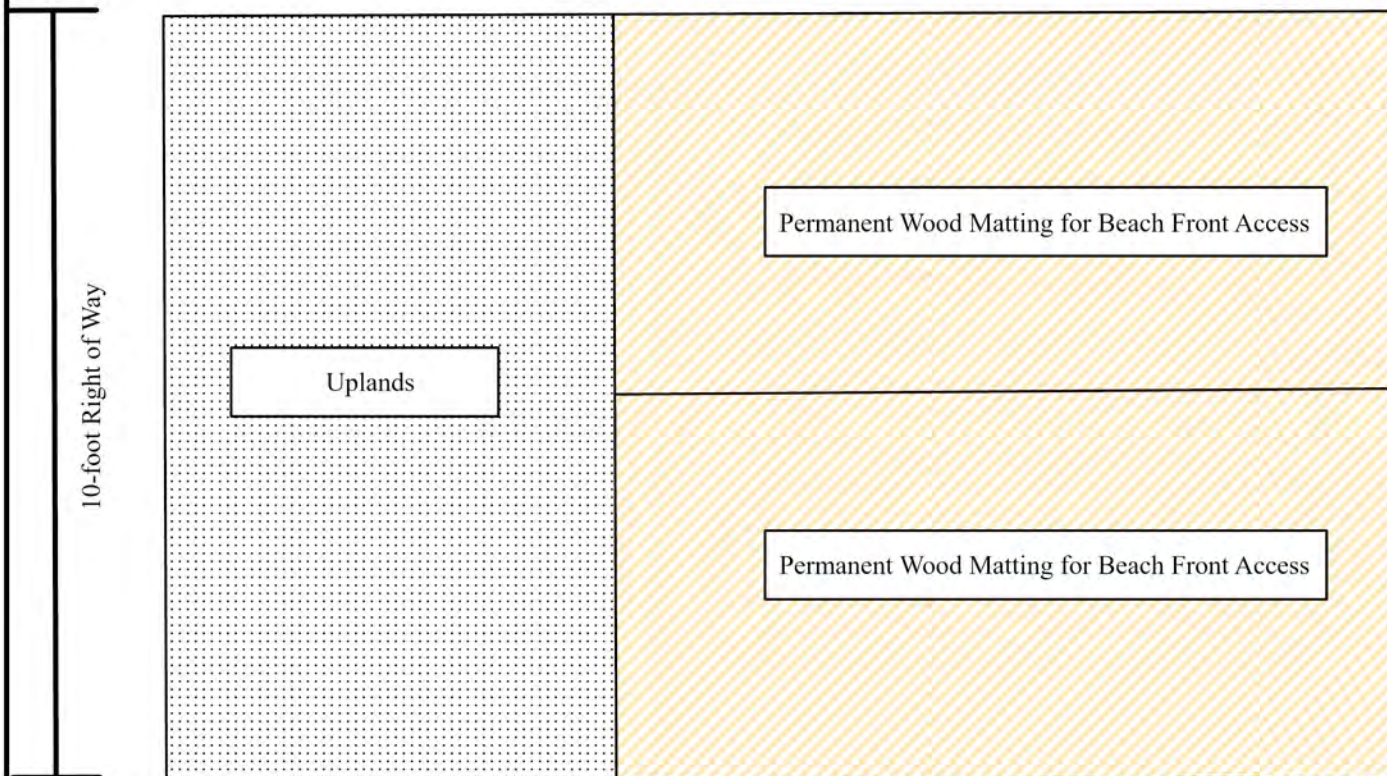 10-foot Right of Way
Uplands
Permanent Wood Matting for Beach Front Access
Permanent Wood Matting for Beach Front Access